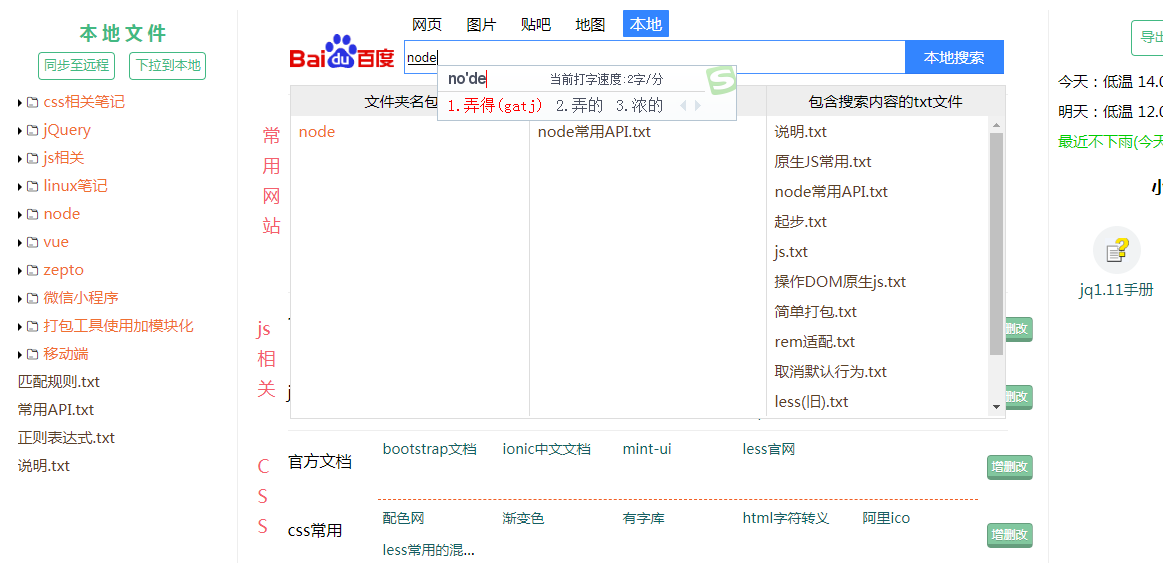 本地文件
同步至远程 下拉到本地
css相关笔记
jQuery
js相关
linux笔记
node
vue
zepto
微信小程序
打包工具使用加模块化
移动端
匹配规则.txt
常用API.txt
正则表达式.txt
说明.txt
网页 图片 贴吧 地图 本地
Bai du 百度
node 本地搜索
no'de 当前打字速度:2字/分
1.弄得(gatj) 2.弄的 3.浓的
文件夹名包 包含搜索内容的txt文件
node
node常用API.txt
说明.txt
原生JS常用.txt
node常用API.txt
起步.txt
js.txt
操作DOM原生js.txt
简单打包.txt
rem适配.txt
取消默认行为.txt
less(旧).txt
常用网站
js相关
j
删改
删改
CSS
官方文档 bootstrap文档 ionic中文文档 mint-ui less官网 增删改
css常用 配色网 渐变色 有字库 html字符转义 阿里ico 增删改
less常用的混...
导出
今天：低温 14.0
明天：低温 12.0
最近不下雨(今天
小
jq1.11手册